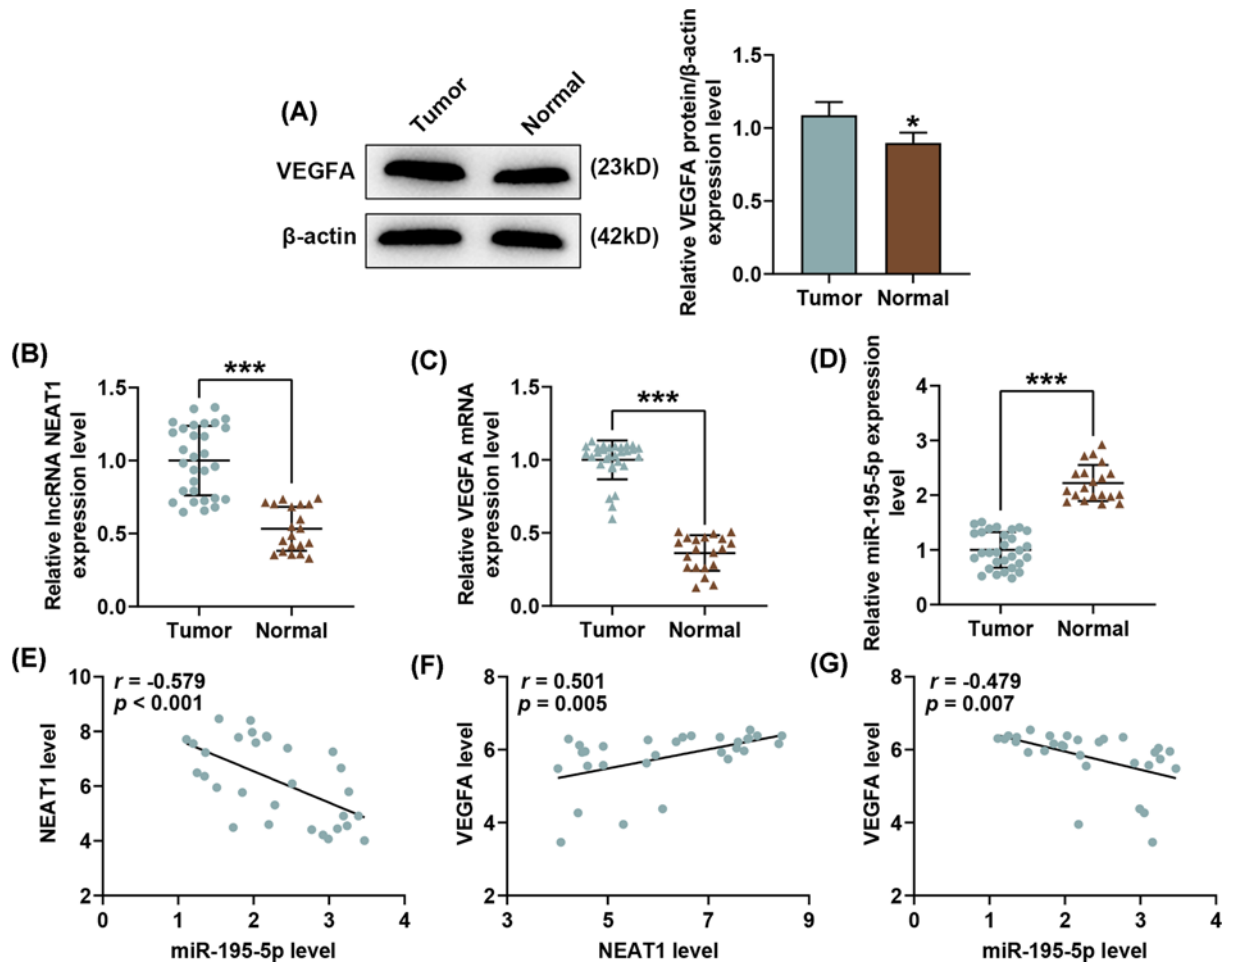 (A)
Tumor
Normal
VEGFA
(23kD)
β-actin
(42kD)
Relative VEGFA protein/β-actin
expression level
1.5
1.0
0.5
0.0
*
Tumor
Normal
(B)
Relative lncRNA NEAT1
expression level
1.5
1.0
0.5
0.0
***
Tumor
Normal
(C)
Relative VEGFA mRNA
expression level
1.5
1.0
0.5
0.0
***
Tumor
Normal
(D)
Relative miR-195-5p expression
level
4
3
2
1
0
***
Tumor
Normal
(E)
NEAT1 level
10
8
6
4
2
r = -0.579
p < 0.001
0
1
2
3
4
miR-195-5p level
(F)
VEGFA level
8
6
4
2
r = 0.501
p = 0.005
3
5
7
9
NEAT1 level
(G)
VEGFA level
8
6
4
2
r = -0.479
p = 0.007
0
1
2
3
4
miR-195-5p level